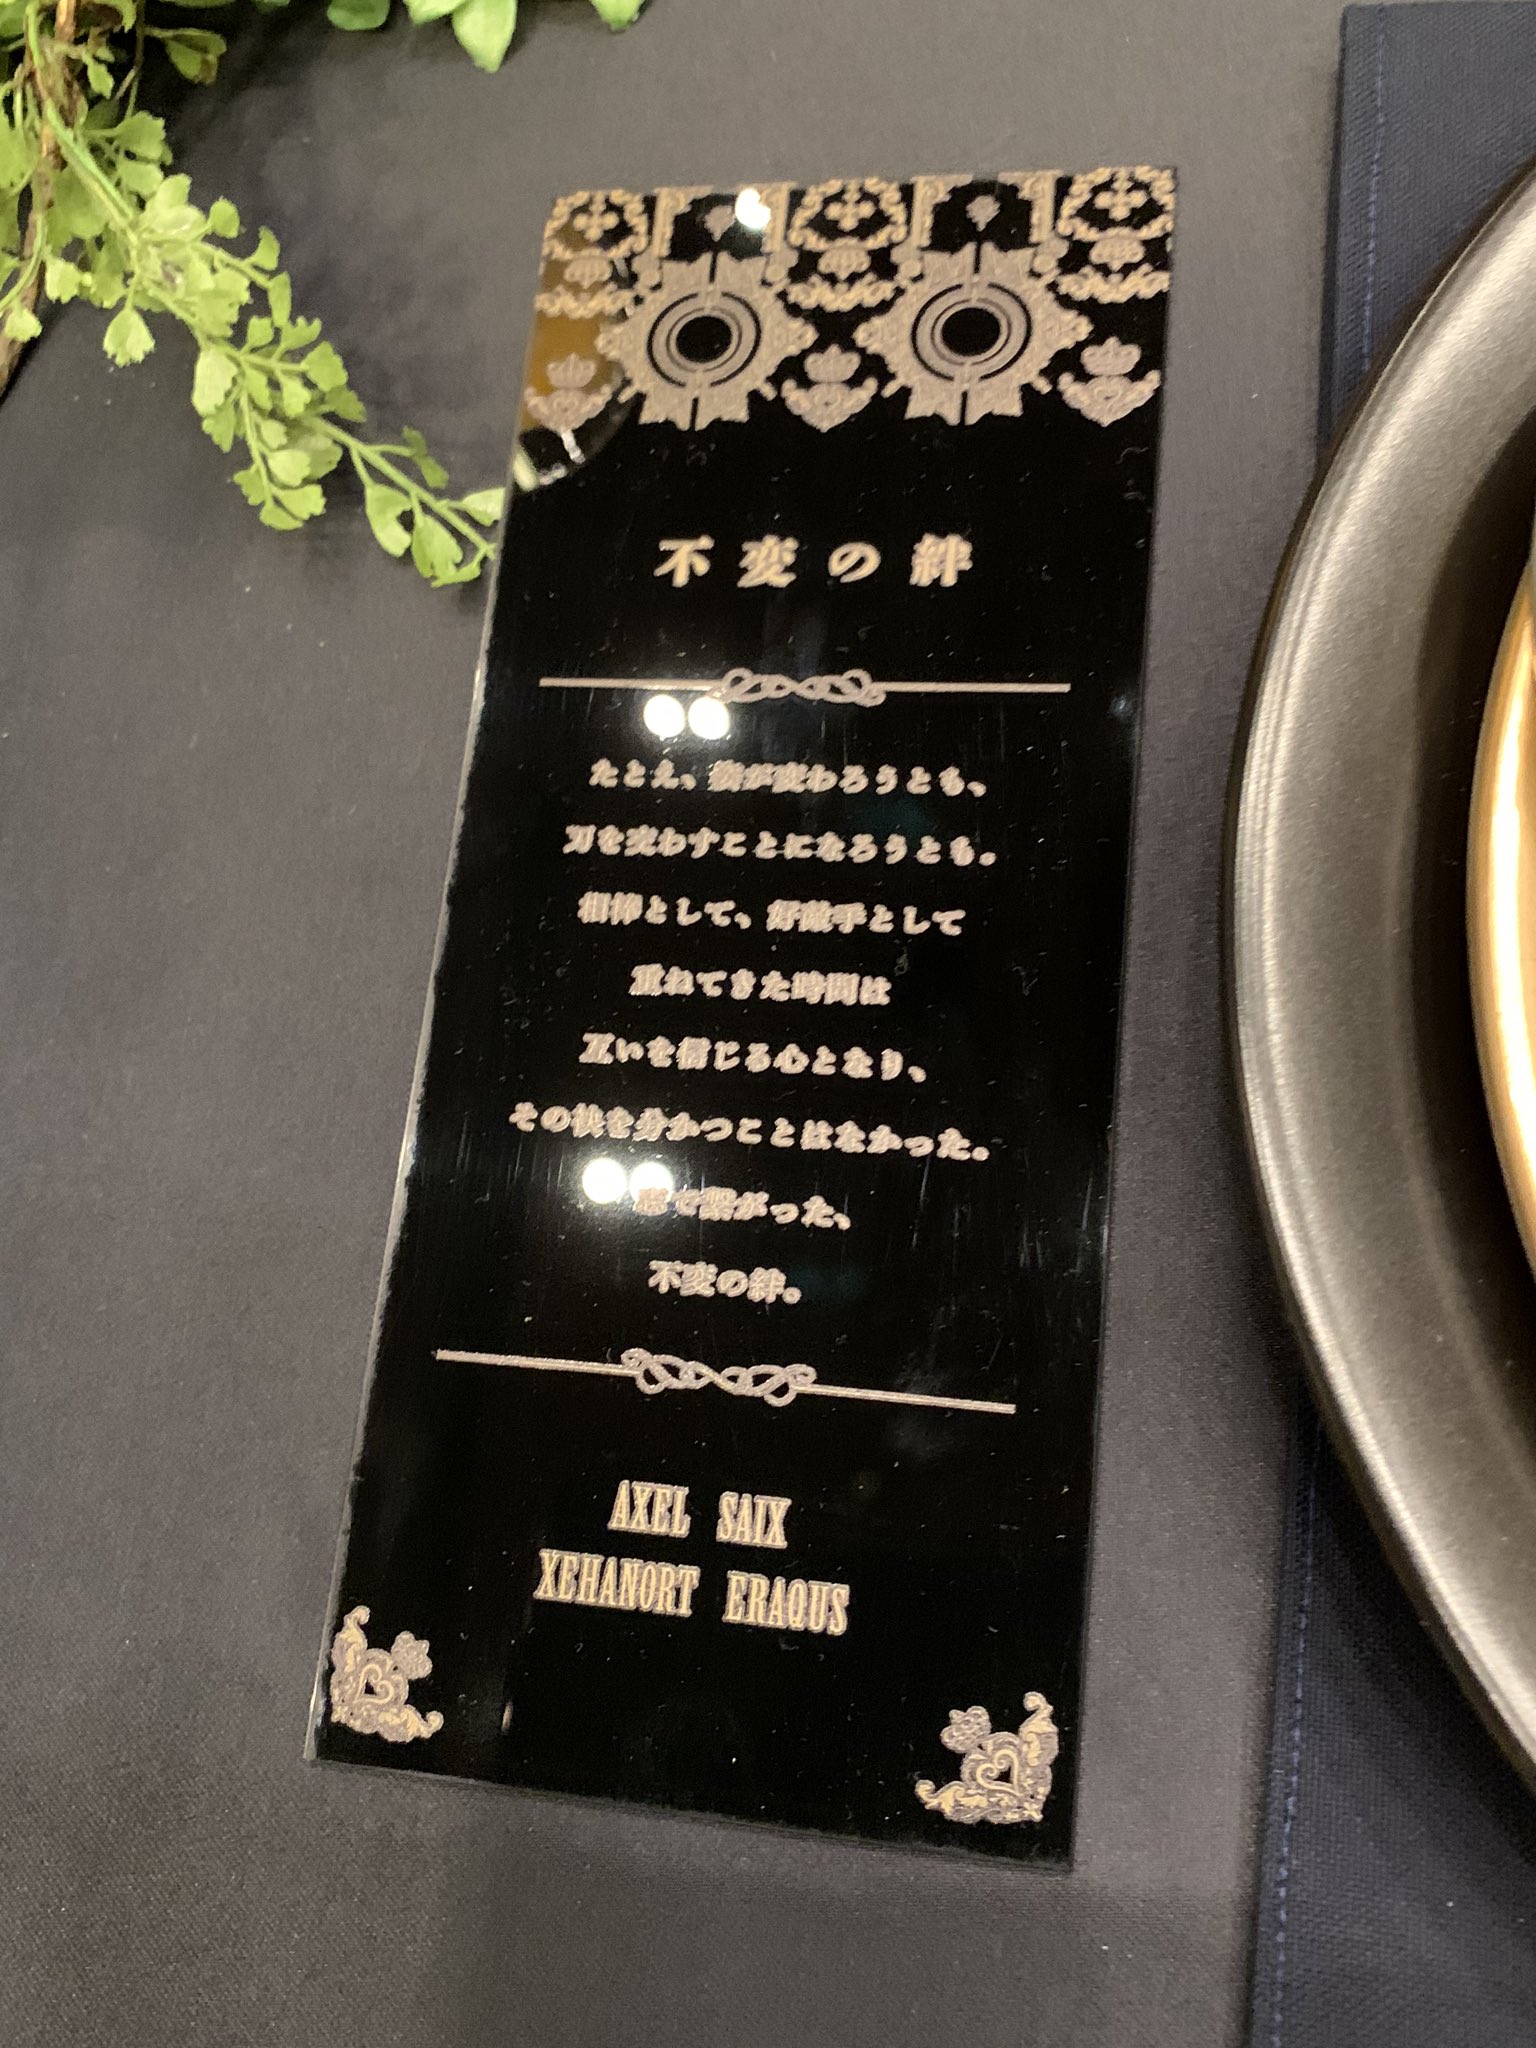 不変の絆
たとえ、姿が変わろうとも、
刃を交わすことになろうとも。
相棒として、好敵手として
重ねてきた時間は
互いを信じる心となり、
その袂を分かつことはなかった。
で繋がった、
不変の絆。
AXEL SAIX
XEHANORT ERAQUS